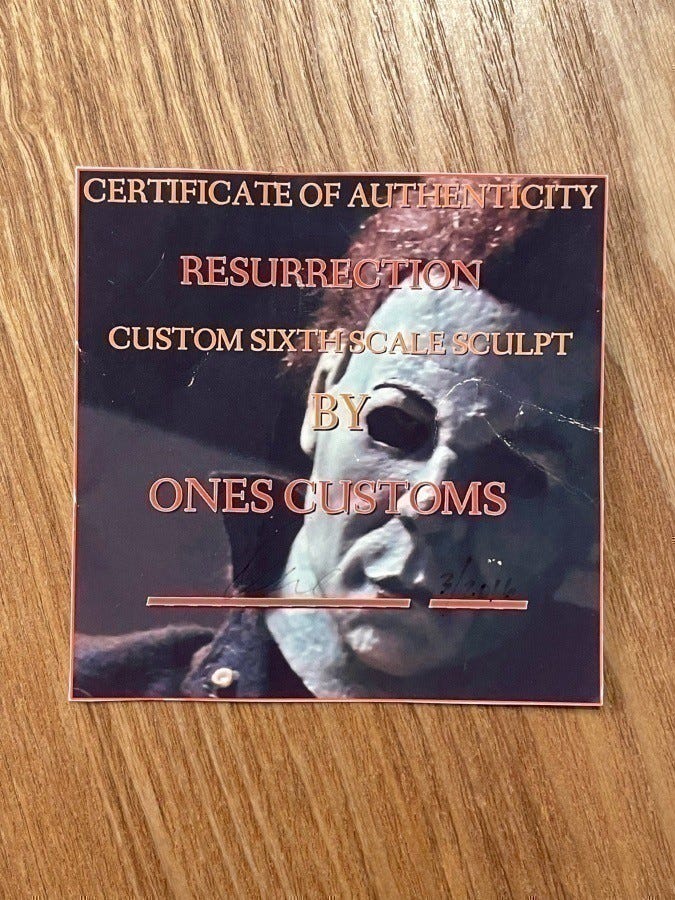 CERTIFICATE OF AUTHENTICITY
RESURRECTION
CUSTOM SIXTH SCALE SCULPT
BY
ONES CUSTOMS